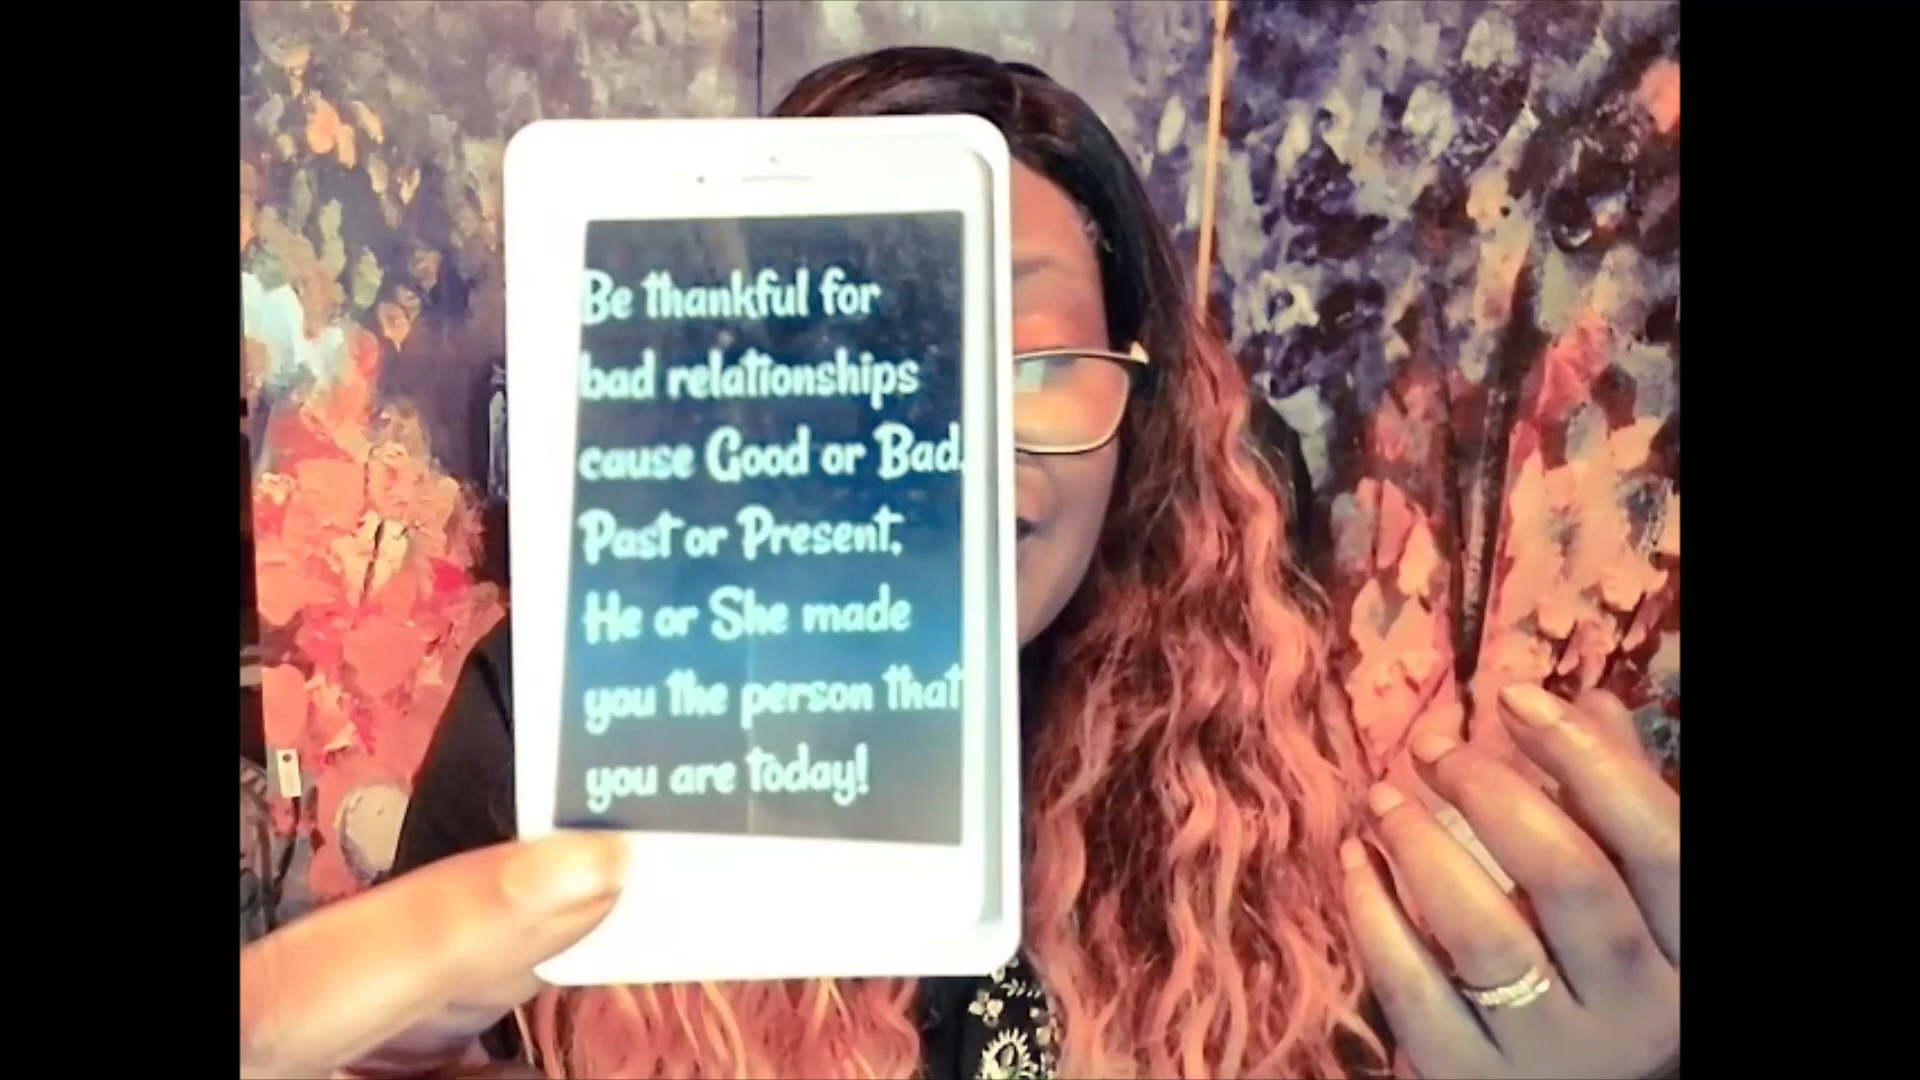 Be thankful for
bad relationships
cause Good or Bad,
Past or Present,
He or She made
you the person that
you are today!